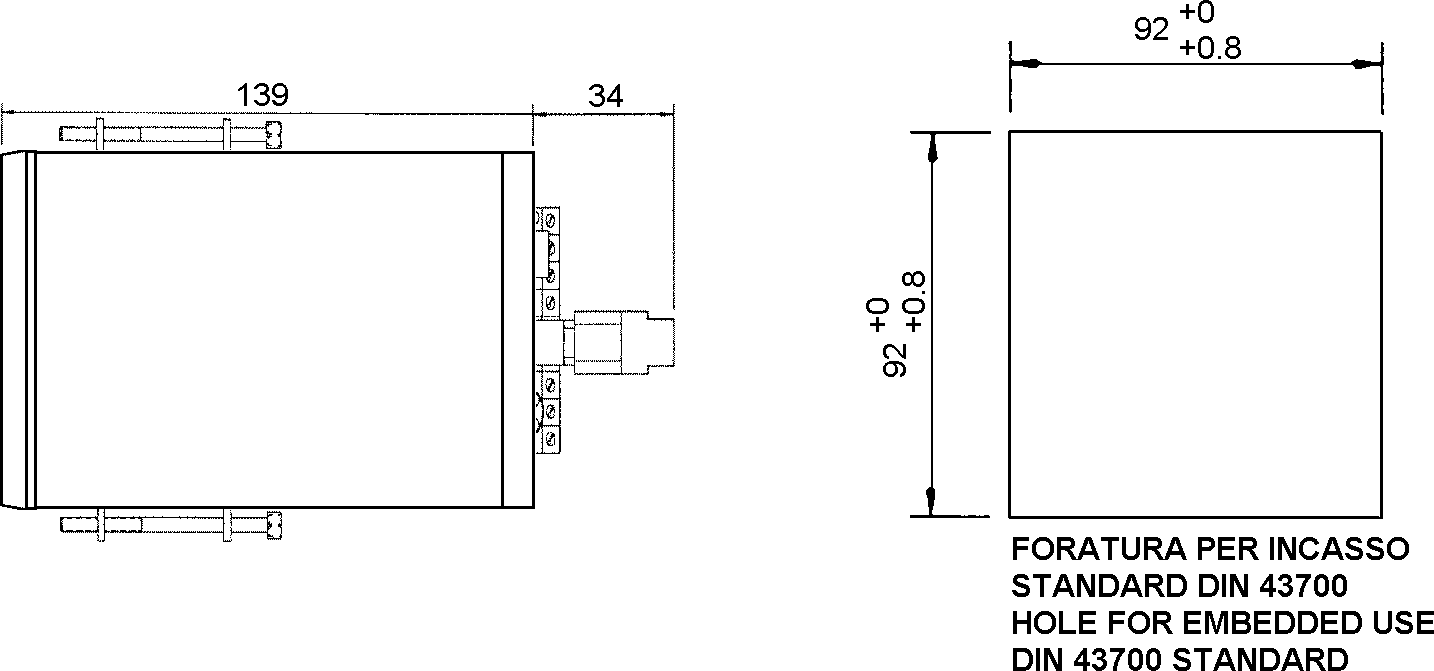 139
34
92 +0
+0.8
92 +0
+0.8
FORATURA PER INCASSO
STANDARD DIN 43700
HOLE FOR EMBEDDED USE
DIN 43700 STANDARD